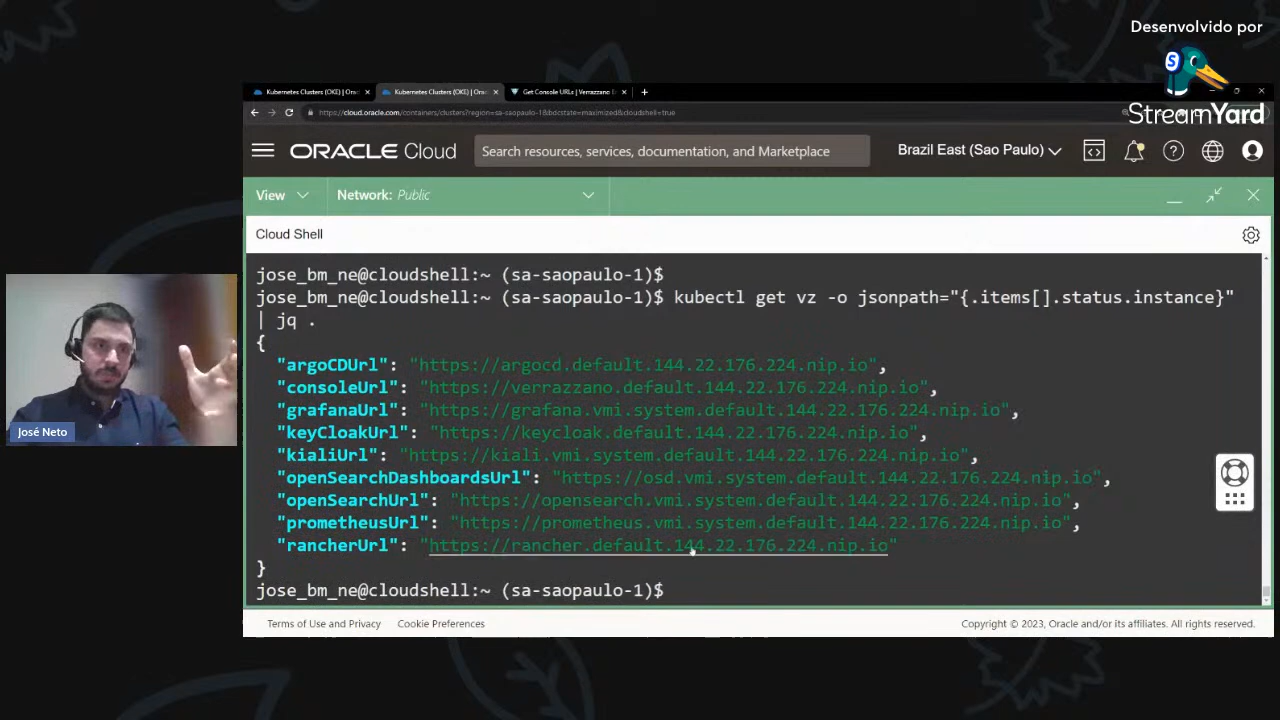 Desenvolvido por
S
StreamYard
Kubernetes Clusters (OKE) | Orac
Kubernetes Clusters (OKE) | Orac
Get Console URLs | Verrazzano
ORACLE Cloud
Search resources, services, documentation, and Marketplace
Brazil East (Sao Paulo)
View
Network: Public
Cloud Shell
jose_bm_ne@cloudshell:~ (sa-saopaulo-1)$
jose_bm_ne@cloudshell:~ (sa-saopaulo-1)$ kubectl get vz -o jsonpath="{.items[].status.instance}"
| jq .
{
"argoCDUrl": "https://argocd.default.144.22.176.224.nip.io",
"consoleUrl": "https://verrazzano.default.144.22.176.224.nip.io",
"grafanaUrl": "https://grafana.vmi.system.default.144.22.176.224.nip.io",
"keyCloakUrl": "https://keycloak.default.144.22.176.224.nip.io",
"kialiUrl": "https://kiali.vmi.system.default.144.22.176.224.nip.io",
"openSearchDashboardsUrl": "https://osd.vmi.system.default.144.22.176.224.nip.io",
"openSearchUrl": "https://opensearch.vmi.system.default.144.22.176.224.nip.io",
"prometheusUrl": "https://prometheus.vmi.system.default.144.22.176.224.nip.io",
"rancherUrl": "https://rancher.default.144.22.176.224.nip.io"
}
jose_bm_ne@cloudshell:~ (sa-saopaulo-1)$
José Neto
Terms of Use and Privacy
Cookie Preferences
Copyright © 2023, Oracle and/or its affiliates. All rights reserved.